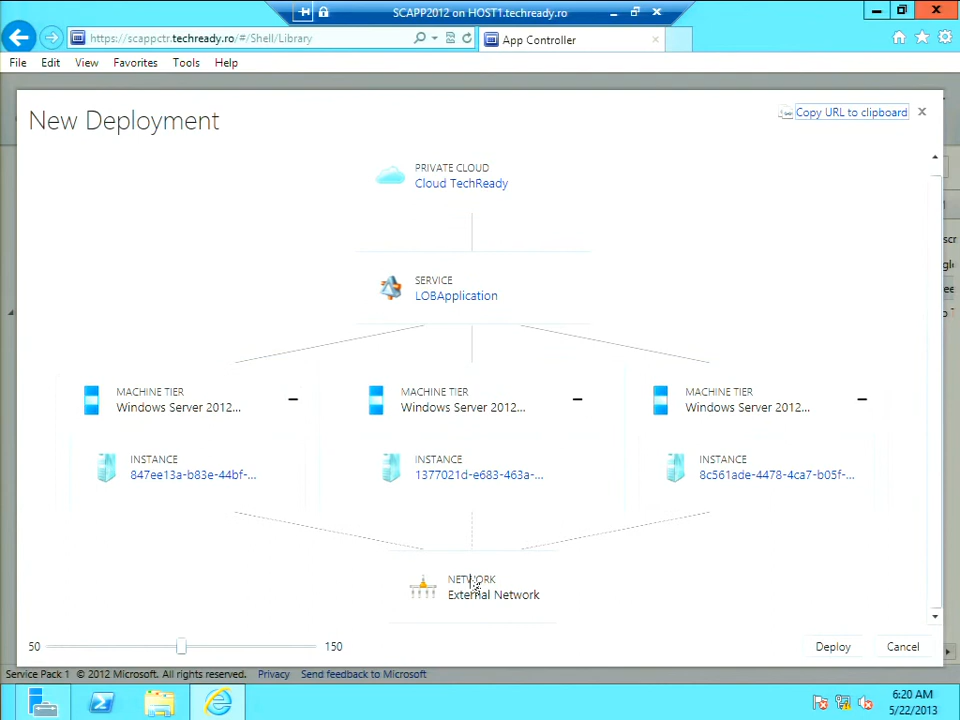 SCAPP2012 on HOST1.techready.ro
https://scappctr.techready.ro/#/Shell/Library
App Controller
File Edit View Favorites Tools Help
New Deployment
Copy URL to clipboard
PRIVATE CLOUD
Cloud TechReady
SERVICE
LOBApplication
MACHINE TIER
Windows Server 2012...
MACHINE TIER
Windows Server 2012...
MACHINE TIER
Windows Server 2012...
INSTANCE
847ee13a-b83e-44bf-...
INSTANCE
1377021d-e683-463a-...
INSTANCE
8c561ade-4478-4ca7-b05f-...
NETWORK
External Network
50 150
Deploy Cancel
Service Pack 1 © 2012 Microsoft. All rights reserved. Privacy Send feedback to Microsoft
6:20 AM
5/22/2013